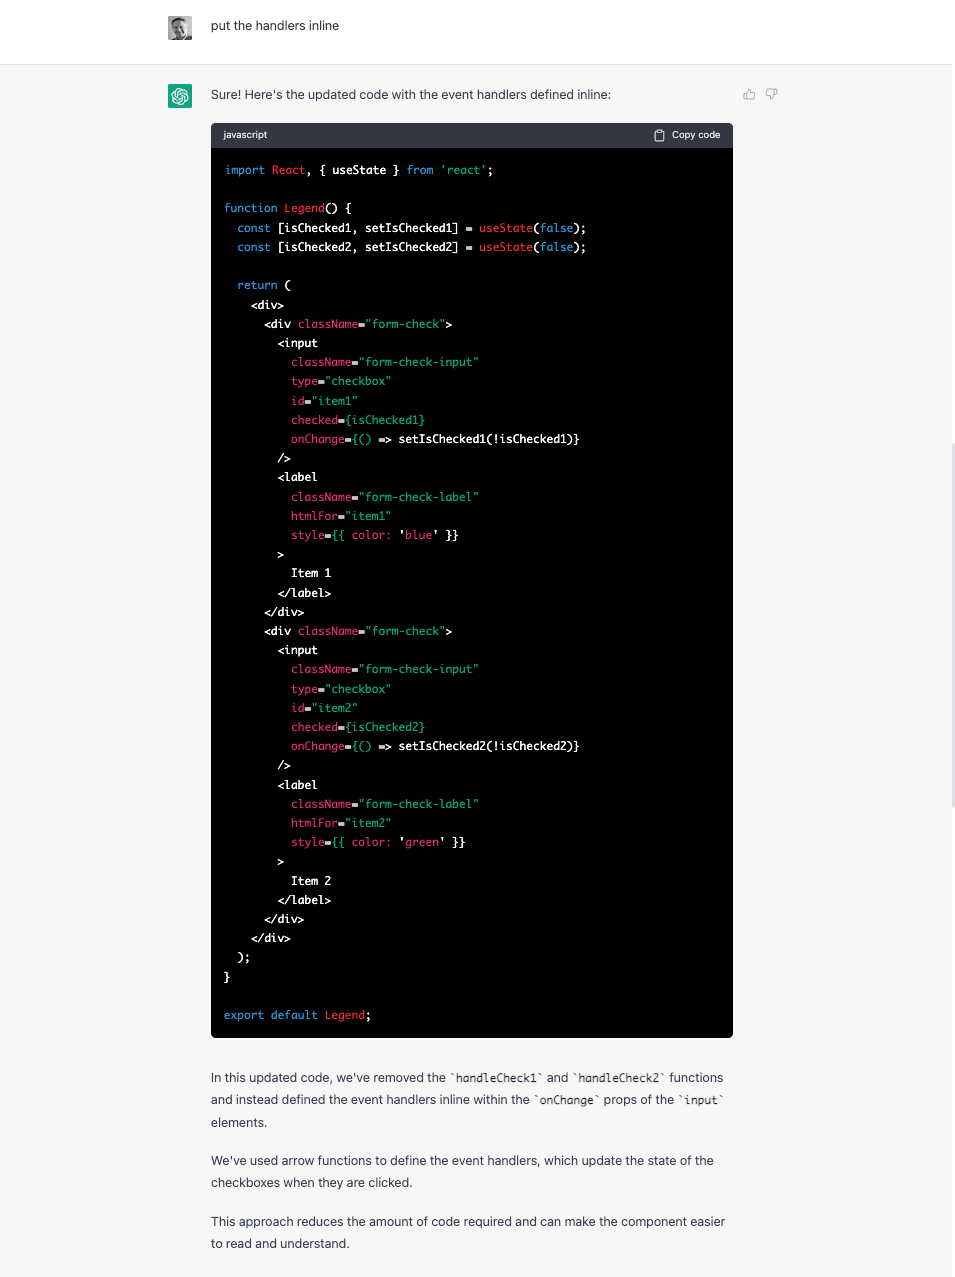 put the handlers inline
Sure! Here's the updated code with the event handlers defined inline:
javascript
Copy code
import React, { useState } from 'react';
function Legend() {
  const [isChecked1, setIsChecked1] = useState(false);
  const [isChecked2, setIsChecked2] = useState(false);
  return (
    <div>
      <div className="form-check">
        <input
          className="form-check-input"
          type="checkbox"
          id="item1"
          checked={isChecked1}
          onChange={() => setIsChecked1(!isChecked1)}
        />
        <label
          className="form-check-label"
          htmlFor="item1"
          style={{ color: 'blue' }}
        >
          Item 1
        </label>
      </div>
      <div className="form-check">
        <input
          className="form-check-input"
          type="checkbox"
          id="item2"
          checked={isChecked2}
          onChange={() => setIsChecked2(!isChecked2)}
        />
        <label
          className="form-check-label"
          htmlFor="item2"
          style={{ color: 'green' }}
        >
          Item 2
        </label>
      </div>
    </div>
  );
}
export default Legend;
In this updated code, we've removed the `handleCheck1` and `handleCheck2` functions
and instead defined the event handlers inline within the `onChange` props of the `input`
elements.
We've used arrow functions to define the event handlers, which update the state of the
checkboxes when they are clicked.
This approach reduces the amount of code required and can make the component easier
to read and understand.